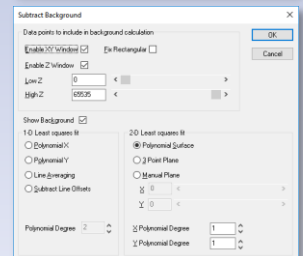 Subtract Background
Data points to include in background calculation
OK
Enable XY Window
Fix Rectangular
Cancel
Enable Z Window
Low Z
0
High Z
65535
Show Background
1-D Least squares fit
2-D Least squares fit
Polynomial X
Polynomial Surface
Polynomial Y
3 Point Plane
Line Averaging
Manual Plane
Subtract Line Offsets
X 0
Y 0
Polynomial Degree 2
X Polynomial Degree 1
Y Polynomial Degree 1